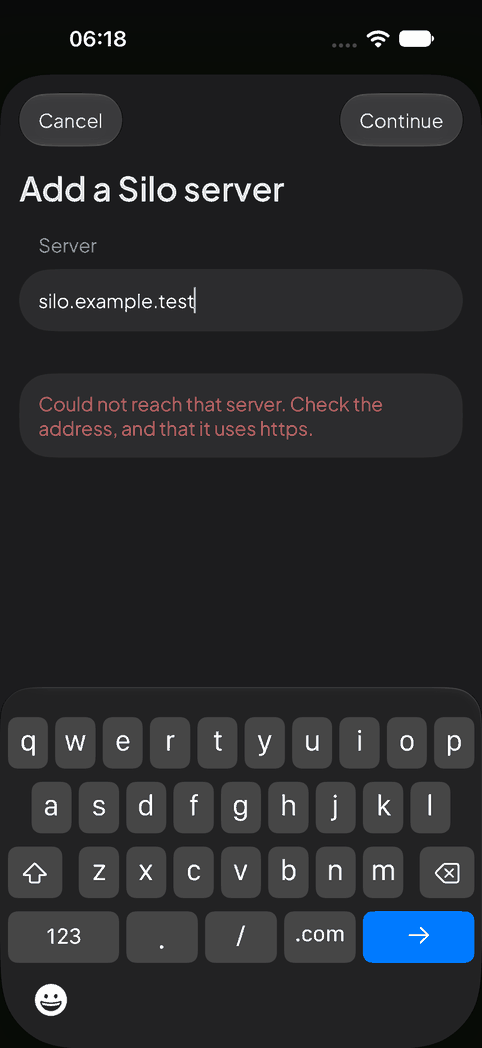 06:18
Cancel
Continue
Add a Silo server
Server
silo.example.test
Could not reach that server. Check the
address, and that it uses https.
q w e r t y u i o p
a s d f g h j k l
z x c v b n m
123 . / .com